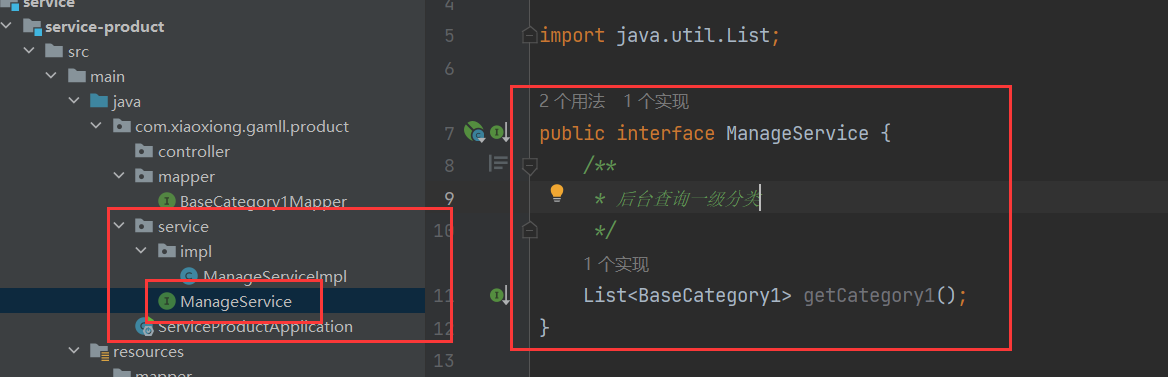 service
service-product
src
main
java
com.xiaoxiong.gamll.product
controller
mapper
BaseCategory1Mapper
service
impl
ManageServiceImpl
ManageService
ServiceProductApplication
resources
mapper
4
5 import java.util.List;
6
2 个用法 1 个实现
7 public interface ManageService {
8 /**
9 * 后台查询一级分类
10 */
1 个实现
11 List<BaseCategory1> getCategory1();
12 }
13